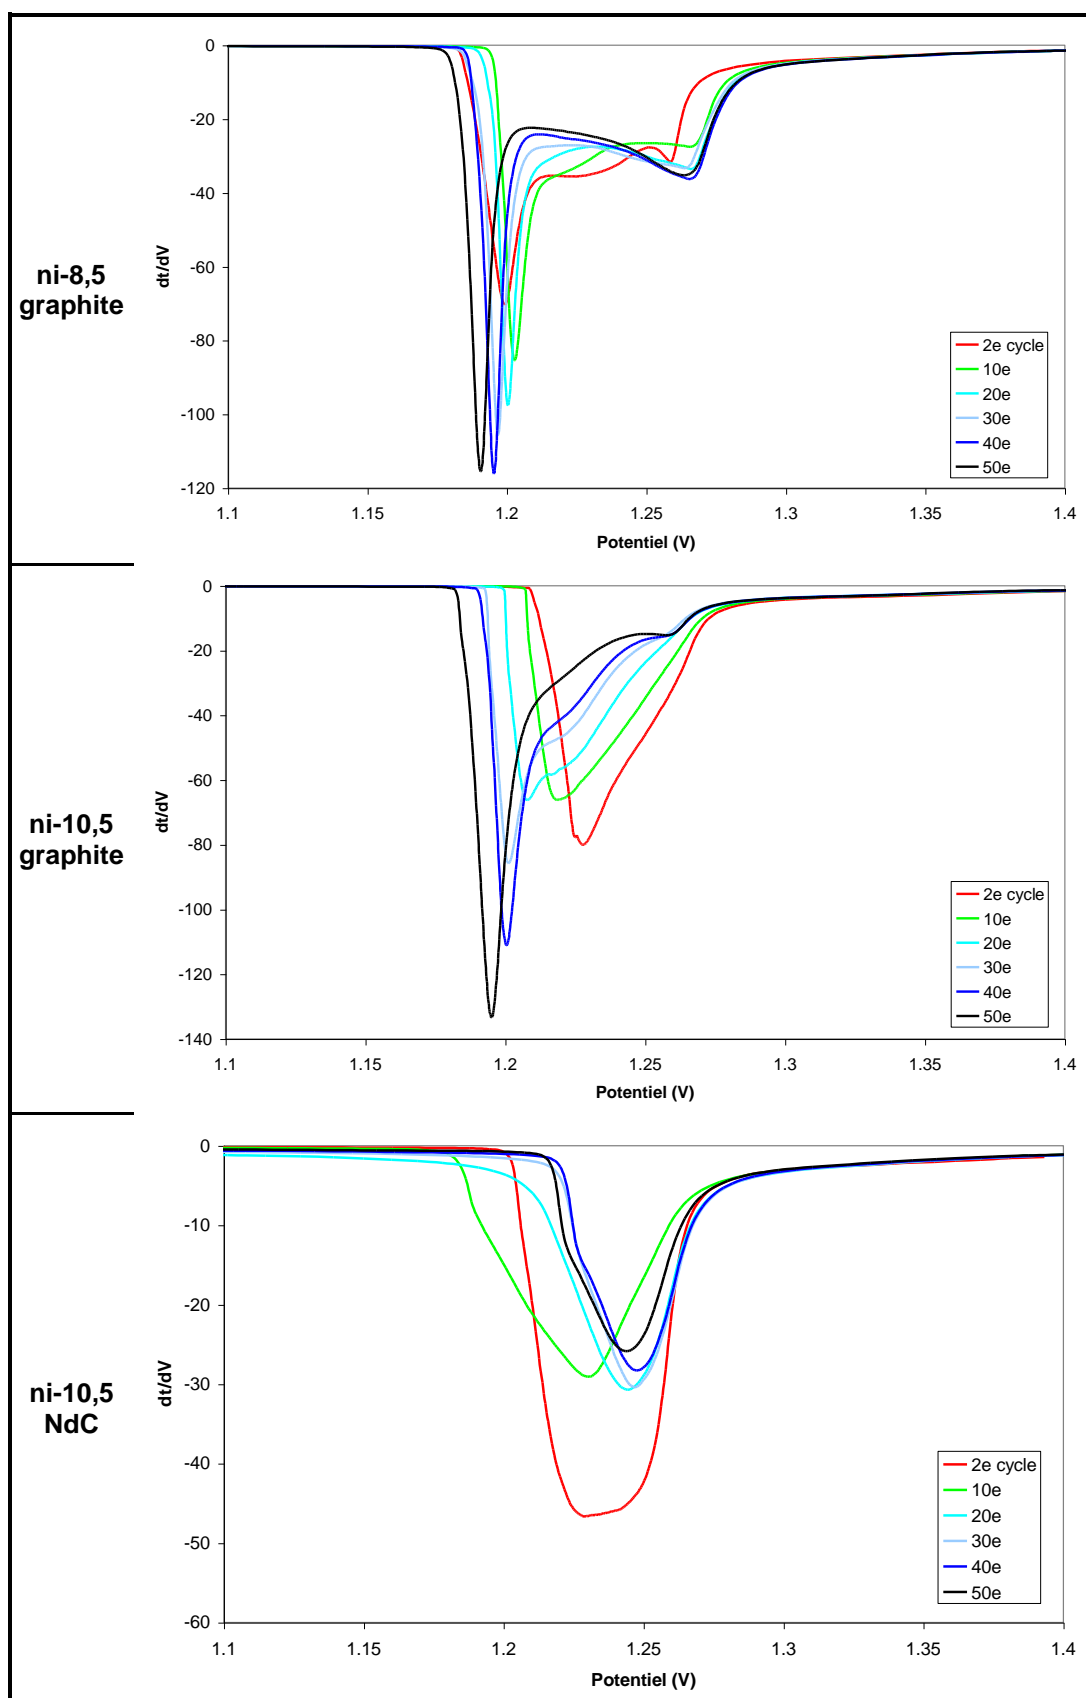 ni-8,5
graphite
dt/dV
0
-20
-40
-60
-80
-100
-120
1.1
1.15
1.2
1.25
1.3
1.35
1.4
Potentiel (V)
2e cycle
10e
20e
30e
40e
50e
ni-10,5
graphite
dt/dV
0
-20
-40
-60
-80
-100
-120
-140
1.1
1.15
1.2
1.25
1.3
1.35
1.4
Potentiel (V)
2e cycle
10e
20e
30e
40e
50e
ni-10,5
NdC
dt/dV
0
-10
-20
-30
-40
-50
-60
1.1
1.15
1.2
1.25
1.3
1.35
1.4
Potentiel (V)
2e cycle
10e
20e
30e
40e
50e